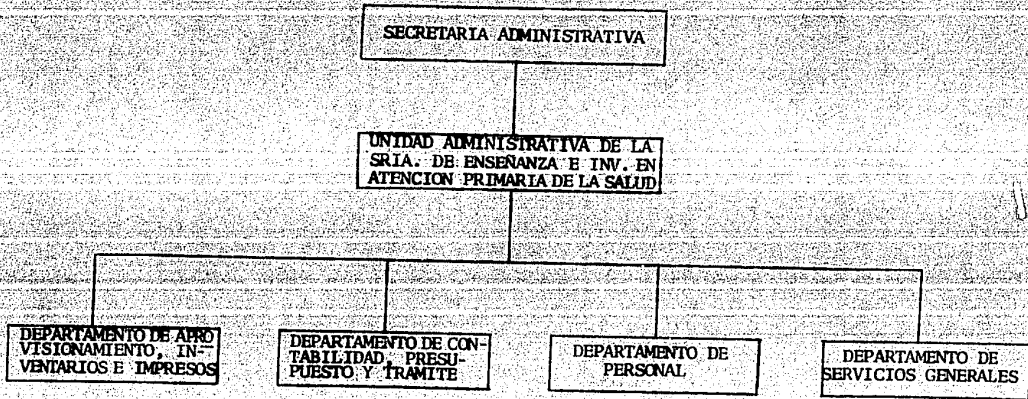 SECRETARIA ADMINISTRATIVA
UNIDAD ADMINISTRATIVA DE LA
SRIA. DE ENSEÑANZA E INV. EN
ATENCION PRIMARIA DE LA SALUD
DEPARTAMENTO DE APRO
VISIONAMIENTO, IN-
VENTARIOS E IMPRESOS
DEPARTAMENTO DE CON-
TABILIDAD, PRESU-
PUESTO Y TRAMITE
DEPARTAMENTO DE
PERSONAL
DEPARTAMENTO DE
SERVICIOS GENERALES